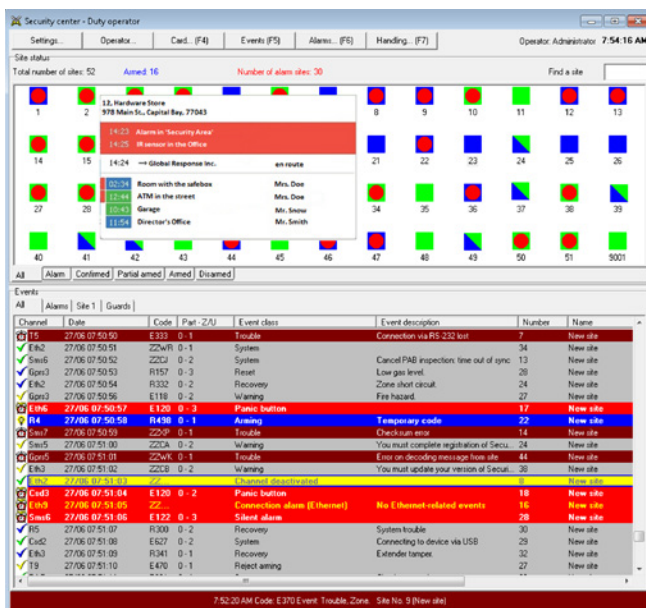 Security center - Duty operator
Settings... Operator... Card... (F4) Events (F5) Alarms... (F6) Handling... (F7) Operator: Administrator 7:54:16 AM
Site status
Total number of sites: 52 Armed: 16 Number of alarm sites: 30 Find a site
12, Hardware Store
978 Main St., Capital Bay, 77043
14:23 Alarm in 'Security Area'
14:25 IR sensor in the Office
14:24 → Global Response Inc. en route
02:34 Room with the safebox Mrs. Doe
12:44 ATM in the street Mrs. Doe
10:43 Garage Mr. Snow
11:54 Director's Office Mr. Smith
1 2 8 9 10 11 12 13
14 15 21 22 23 24 25 26
27 28 34 35 36 37 38 39
40 41 42 43 44 45 46 47 48 49 50 51 9001
All Alarm Confirmed Partial armed Armed Disarmed
Events
All Alarms Site 1 Guards
Channel Date Code Part - Z/U Event class Event description Number Name
T5 27/06 07:50:50 E333 0 - 1 Trouble Connection via RS-232 lost 7 New site
Eth2 27/06 07:50:51 ZZWR 0 - 1 System 34 New site
Sms6 27/06 07:50:52 ZZCJ 0 - 2 System Cancel PAB inspection: time out of sync 13 New site
Gprs3 27/06 07:50:53 R157 0 - 3 Reset Low gas level. 28 New site
Eth2 27/06 07:50:54 R332 0 - 2 Recovery Zone short circuit. 24 New site
Gprs3 27/06 07:50:56 E118 0 - 2 Warning Fire hazard. 27 New site
Eth6 27/06 07:50:57 E120 0 - 3 Panic button 17 New site
R4 27/06 07:50:58 R498 0 - 1 Arming Temporary code 22 New site
Sms7 27/06 07:50:59 ZZXP 0 - 1 Trouble Checksum error 14 New site
Sms5 27/06 07:51:00 ZZCA 0 - 2 Warning You must complete registration of Secu... 24 New site
Gprs5 27/06 07:51:01 ZZWK 0 - 1 Trouble Error on decoding message from site 44 New site
Eth3 27/06 07:51:02 ZZCB 0 - 2 Warning You must update your version of Securi... 38 New site
Eth2 27/06 07:51:03 ZZ... Channel deactivated 8 New site
Csd3 27/06 07:51:04 E120 0 - 2 Panic button 18 New site
Eth9 27/06 07:51:05 ZZ... Connection alarm (Ethernet) No Ethernet-related events 16 New site
Sms6 27/06 07:51:06 E122 0 - 3 Silent alarm 28 New site
R5 27/06 07:51:07 R300 0 - 2 Recovery System trouble 30 New site
Csd2 27/06 07:51:08 E627 0 - 2 System Connecting to device via USB 29 New site
Eth3 27/06 07:51:09 R341 0 - 1 Recovery Extender tamper. 32 New site
T9 27/06 07:51:10 E470 0 - 1 Reject arming 27 New site
7:52:20 AM Code: E370 Event: Trouble, Zone. Site No. 9 (New site)